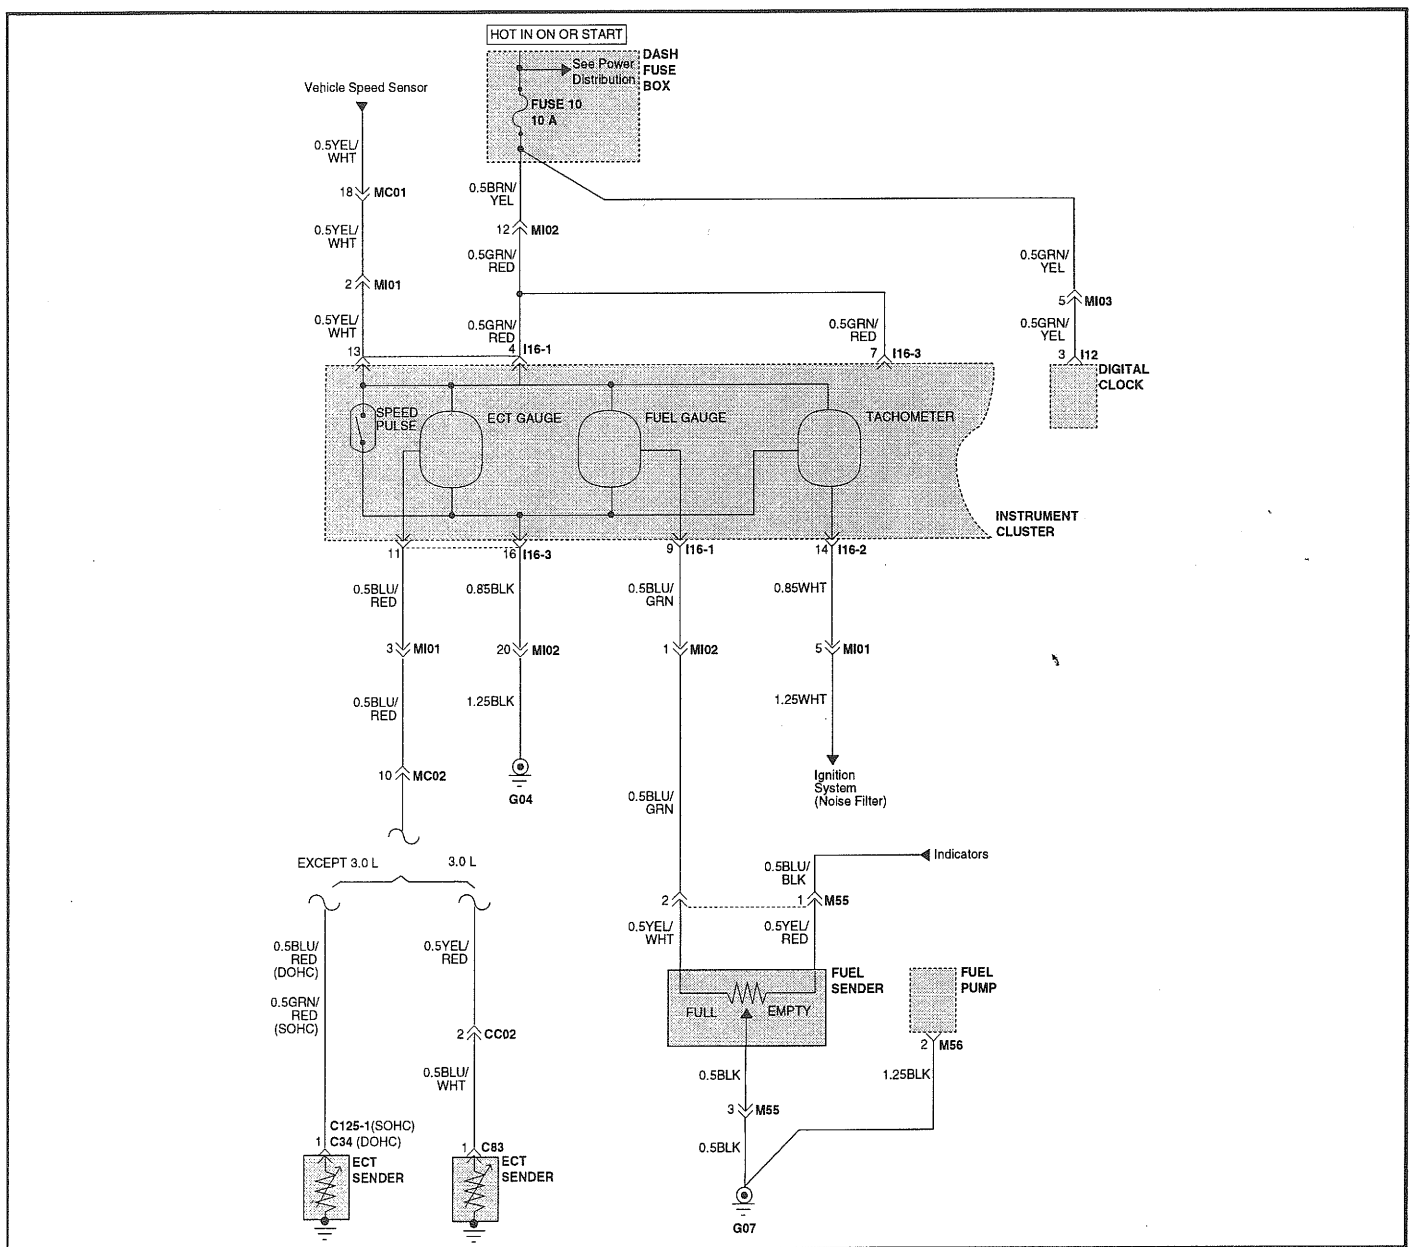 HOT IN ON OR START
DASH
FUSE
BOX
See Power
Distribution
FUSE 10
10 A
Vehicle Speed Sensor
0.5YEL/
WHT
18 MC01
0.5BRN/
YEL
12 MI02
0.5YEL/
WHT
0.5GRN/
RED
0.5GRN/
YEL
2 MI01
5 MI03
0.5YEL/
WHT
0.5GRN/
RED
0.5GRN/
RED
0.5GRN/
YEL
13
4 I16-1
7 I16-3
3 I12
DIGITAL
CLOCK
SPEED
PULSE
ECT GAUGE
FUEL GAUGE
TACHOMETER
INSTRUMENT
CLUSTER
11
16 I16-3
9 I16-1
14 I16-2
0.5BLU/
RED
0.85BLK
0.5BLU/
GRN
0.85WHT
3 MI01
20 MI02
1 MI02
5 MI01
0.5BLU/
RED
1.25BLK
1.25WHT
10 MC02
G04
Ignition
System
(Noise Filter)
0.5BLU/
GRN
EXCEPT 3.0 L
3.0 L
Indicators
0.5BLU/
BLK
2
1 M55
0.5BLU/
RED
(DOHC)
0.5YEL/
RED
0.5YEL/
WHT
0.5YEL/
RED
0.5GRN/
RED
(SOHC)
FUEL
SENDER
FULL
EMPTY
FUEL
PUMP
2 CC02
2 M56
0.5BLU/
WHT
0.5BLK
1.25BLK
3 M55
C125-1(SOHC)
1 C34 (DOHC)
1 C83
0.5BLK
ECT
SENDER
ECT
SENDER
G07